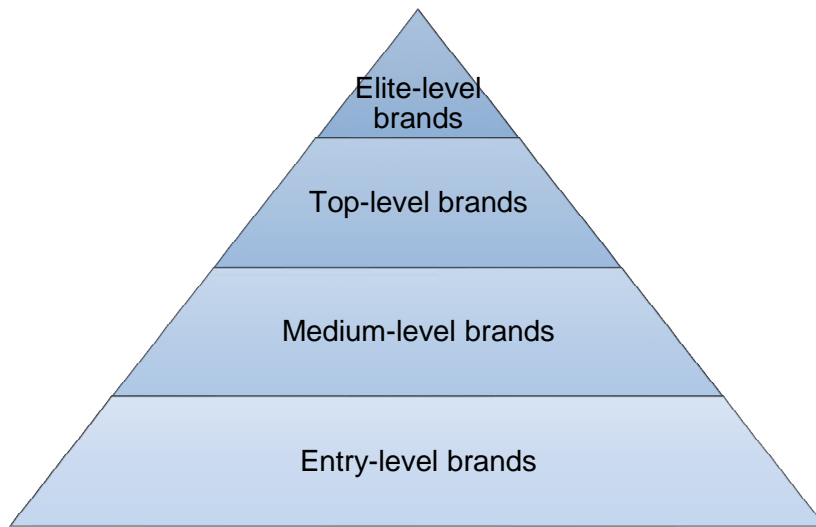 Elite-level
brands
Top-level brands
Medium-level brands
Entry-level brands